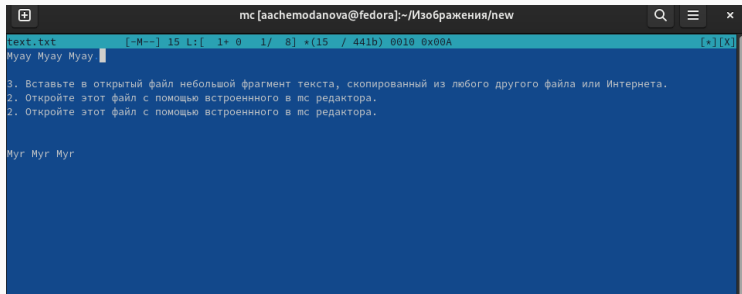 mc [aachemodanova@fedora]:~/Изображения/new
text.txt [-M--] 15 L:[ 1+ 0 1/ 8] *(15 / 441b) 0010 0x00A [*][X]
Myay Myay Myay.
3. Вставьте в открытый файл небольшой фрагмент текста, скопированный из любого другого файла или Интернета.
2. Откройте этот файл с помощью встроеннного в mc редактора.
2. Откройте этот файл с помощью встроеннного в mc редактора.
Myr Myr Myr